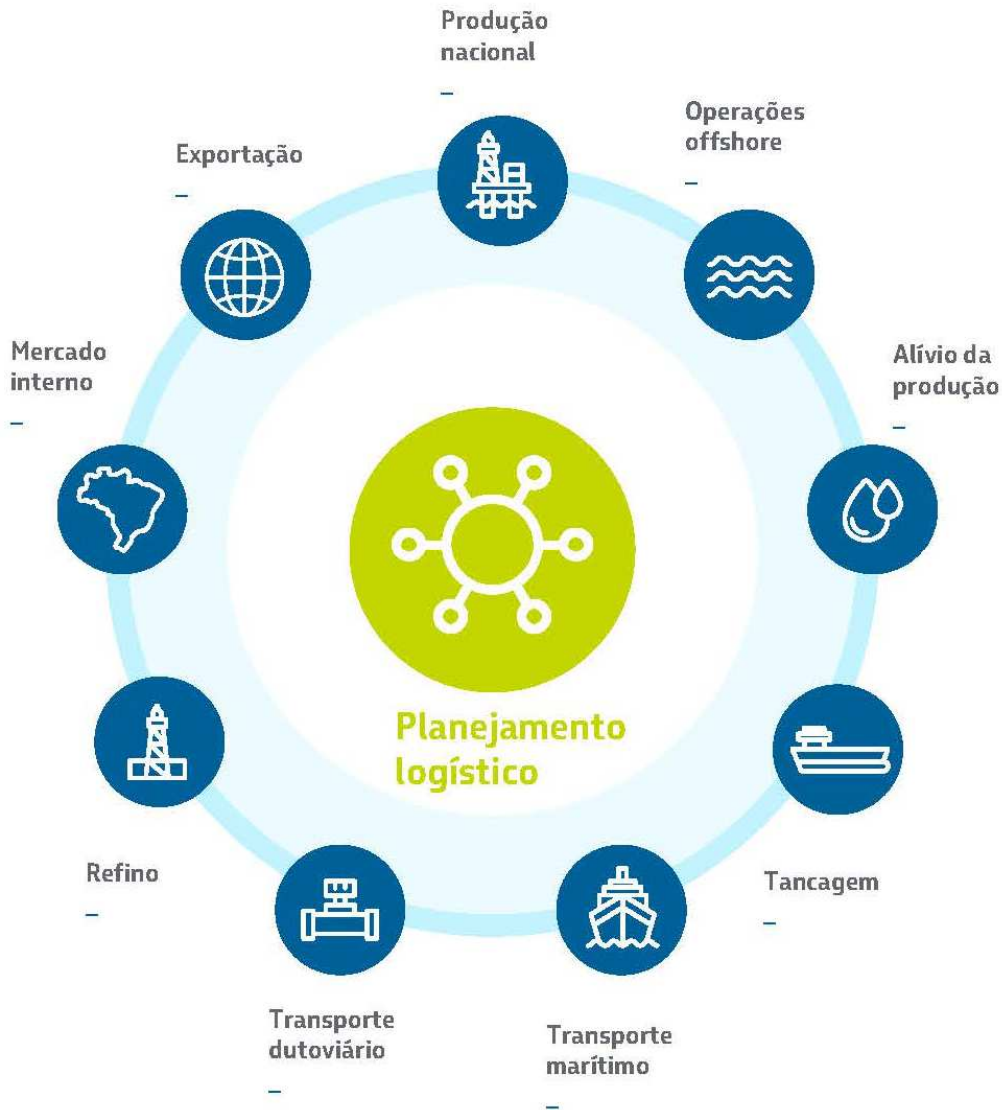 Produção
nacional
–
Operações
offshore
–
Alívio da
produção
–
Tancagem
–
Transporte
marítimo
–
Transporte
dutoviário
–
Refino
–
Mercado
interno
–
Exportação
–
Planejamento
logístico